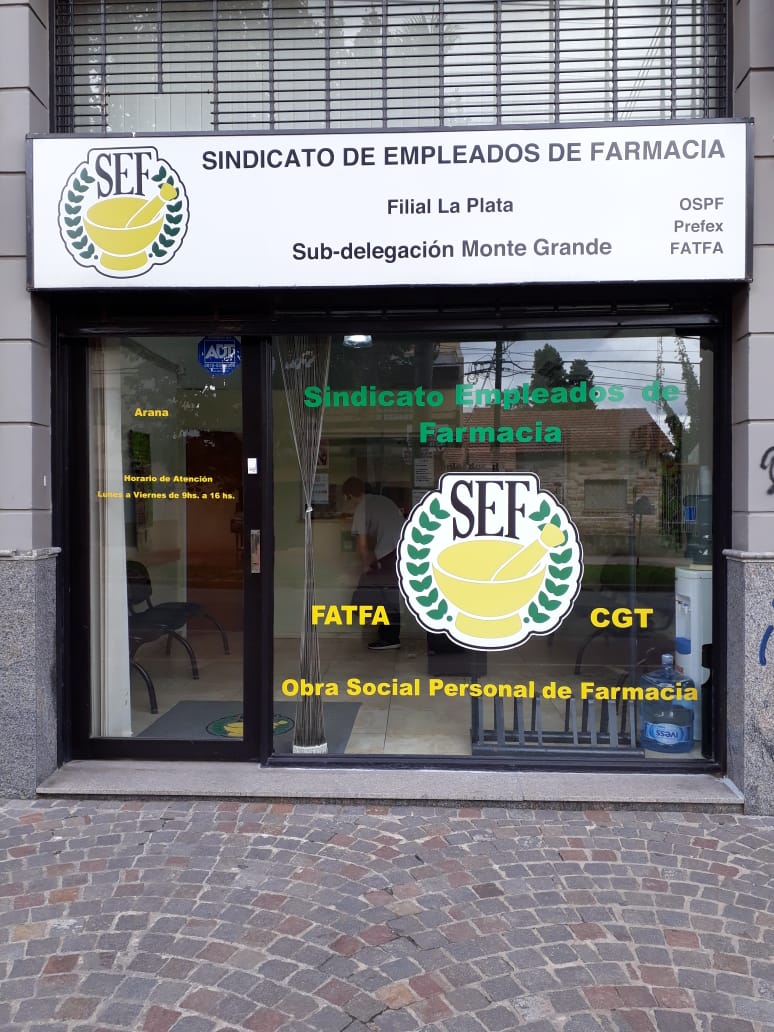 SEF
SINDICATO DE EMPLEADOS DE FARMACIA
Filial La Plata
Sub-delegación Monte Grande
OSPF
Prefex
FATFA
ADT
Arana
Horario de Atención
Lunes a Viernes de 9hs. a 16 hs.
Sindicato Empleados de
Farmacia
SEF
FATFA
CGT
Obra Social Personal de Farmacia
ivess